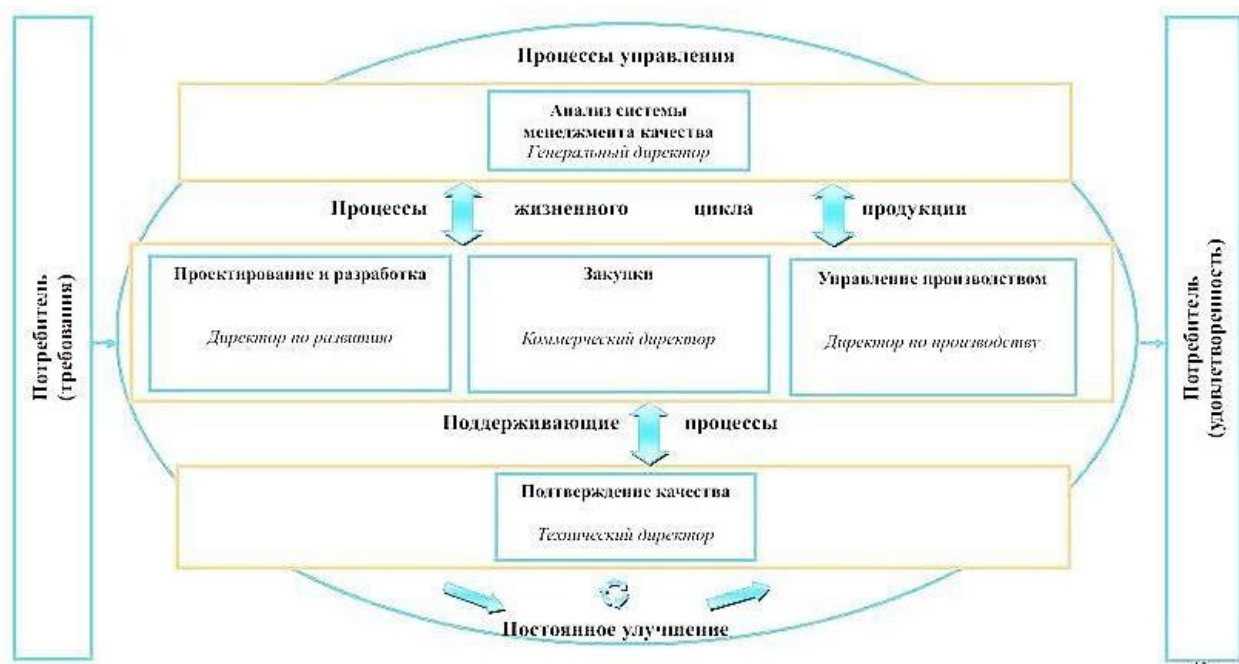 Процессы управления
Анализ системы
менеджмента качества
Генеральный директор
Процессы жизненного цикла продукции
Проектирование и разработка
Директор по развитию
Закупки
Коммерческий директор
Управление производством
Директор по производству
Потребитель
(требования)
Потребитель
(удовлетворенность)
Поддерживающие процессы
Подтверждение качества
Технический директор
Постоянное улучшение